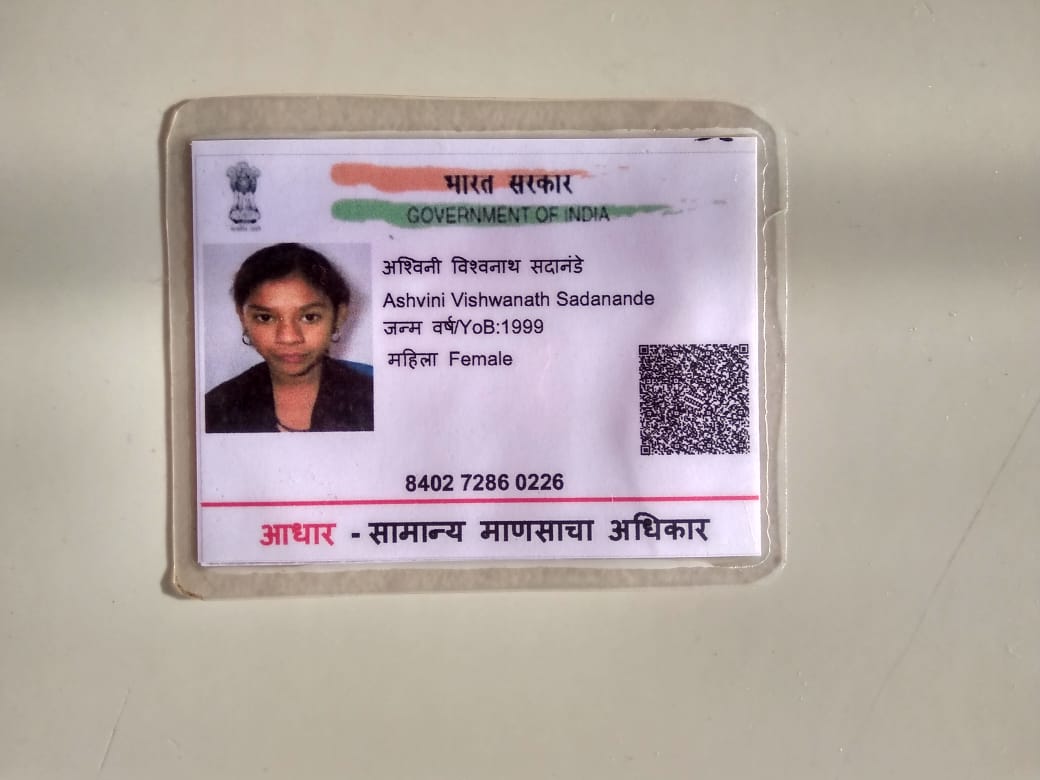 भारत सरकार
GOVERNMENT OF INDIA
अश्विनी विश्वनाथ सदानंडे
Ashvini Vishwanath Sadanande
जन्म वर्ष/YoB:1999
महिला Female
8402 7286 0226
आधार - सामान्य माणसाचा अधिकार